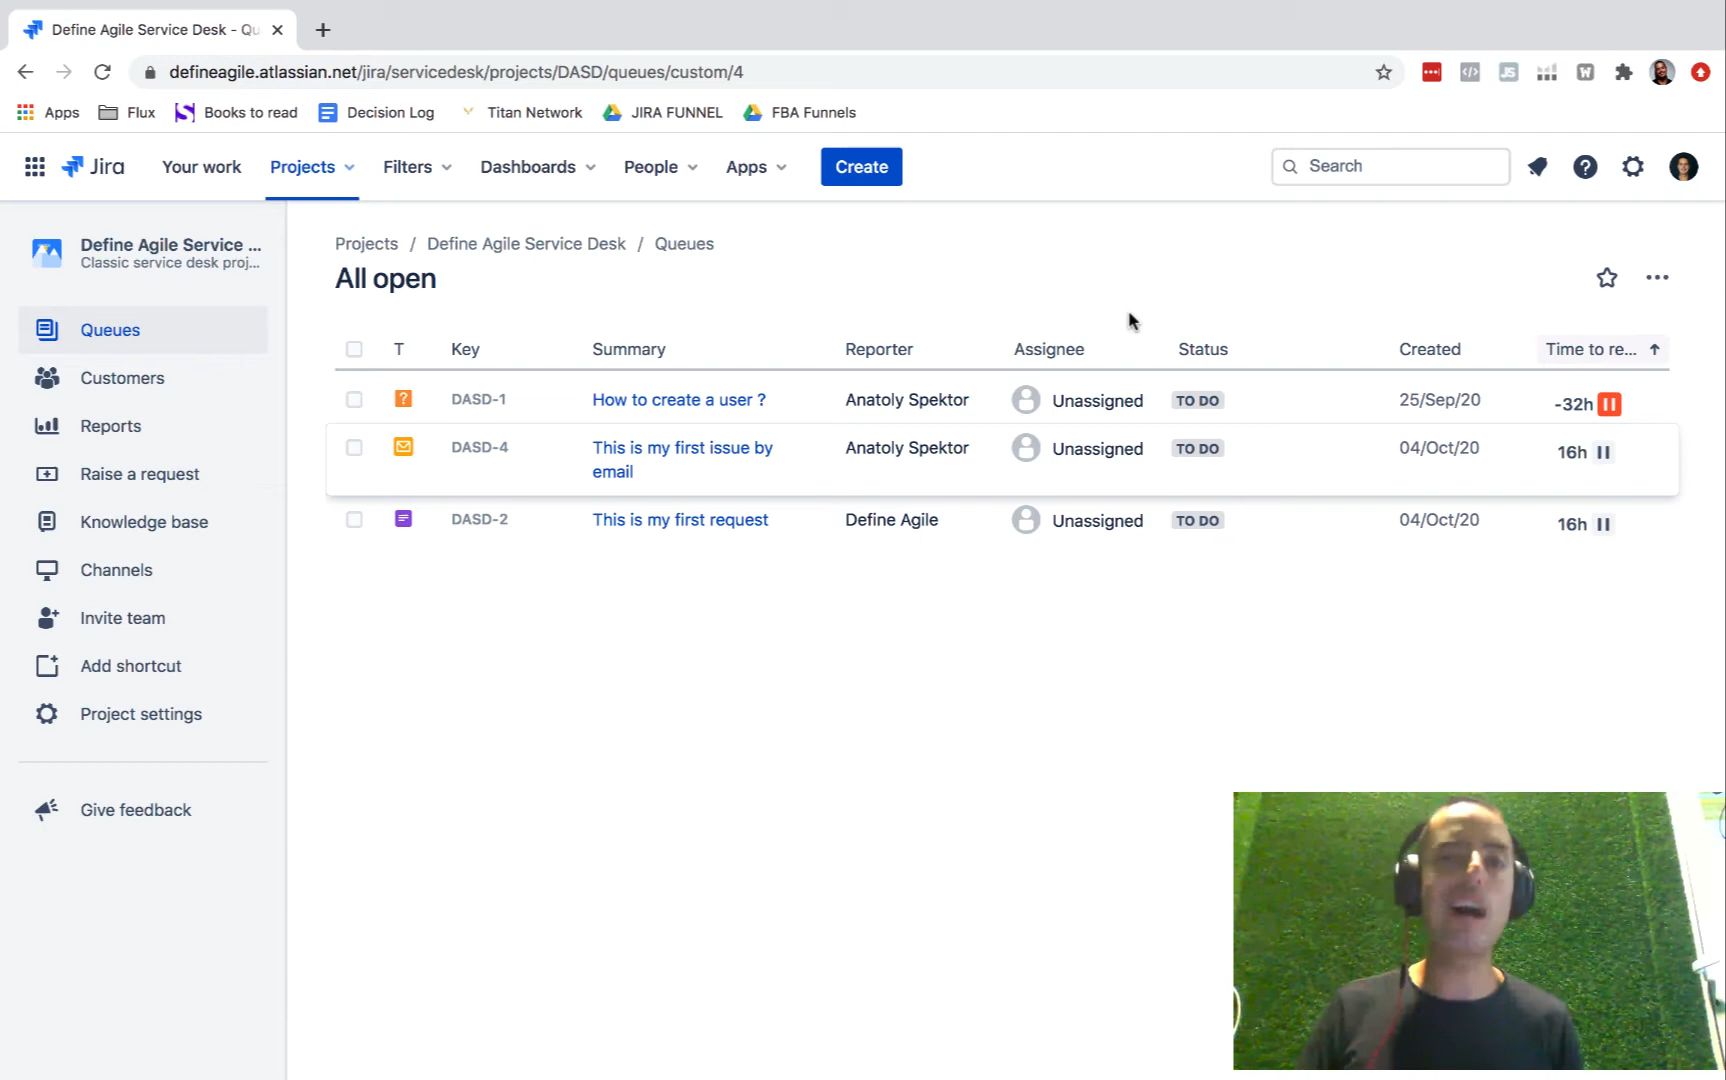 Define Agile Service Desk - Qu
defineagile.atlassian.net/jira/servicedesk/projects/DASD/queues/custom/4
JS
W
Apps
Flux
Books to read
Decision Log
Titan Network
JIRA FUNNEL
FBA Funnels
Jira
Your work
Projects
Filters
Dashboards
People
Apps
Create
Search
Define Agile Service ...
Classic service desk proj...
Queues
Customers
Reports
Raise a request
Knowledge base
Channels
Invite team
Add shortcut
Project settings
Give feedback
Projects / Define Agile Service Desk / Queues
All open
T Key Summary Reporter Assignee Status Created Time to re... ↑
? DASD-1 How to create a user ? Anatoly Spektor Unassigned TO DO 25/Sep/20 -32h
DASD-4 This is my first issue by Anatoly Spektor Unassigned TO DO 04/Oct/20 16h
email
DASD-2 This is my first request Define Agile Unassigned TO DO 04/Oct/20 16h